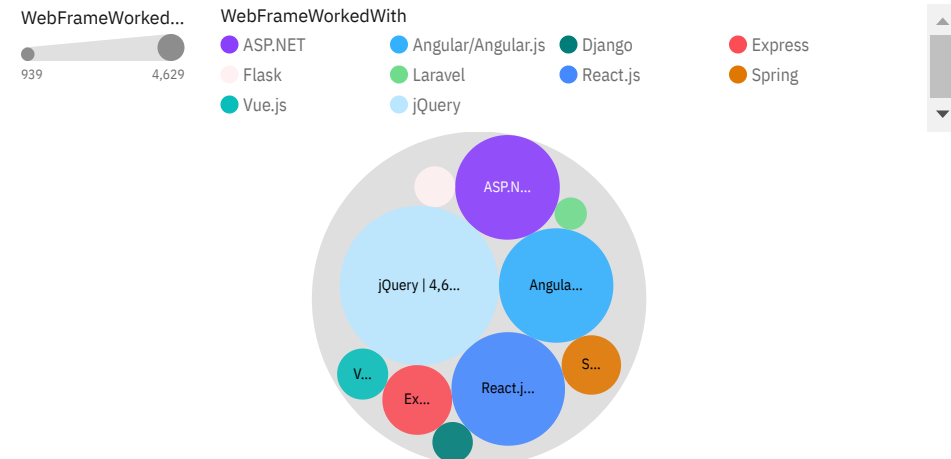 WebFrameWorked...
939 4,629
WebFrameWorkedWith
ASP.NET Angular/Angular.js Django Express
Flask Laravel React.js Spring
Vue.js jQuery
ASP.N...
jQuery | 4,6...
Angula...
S...
V...
React.j...
Ex...